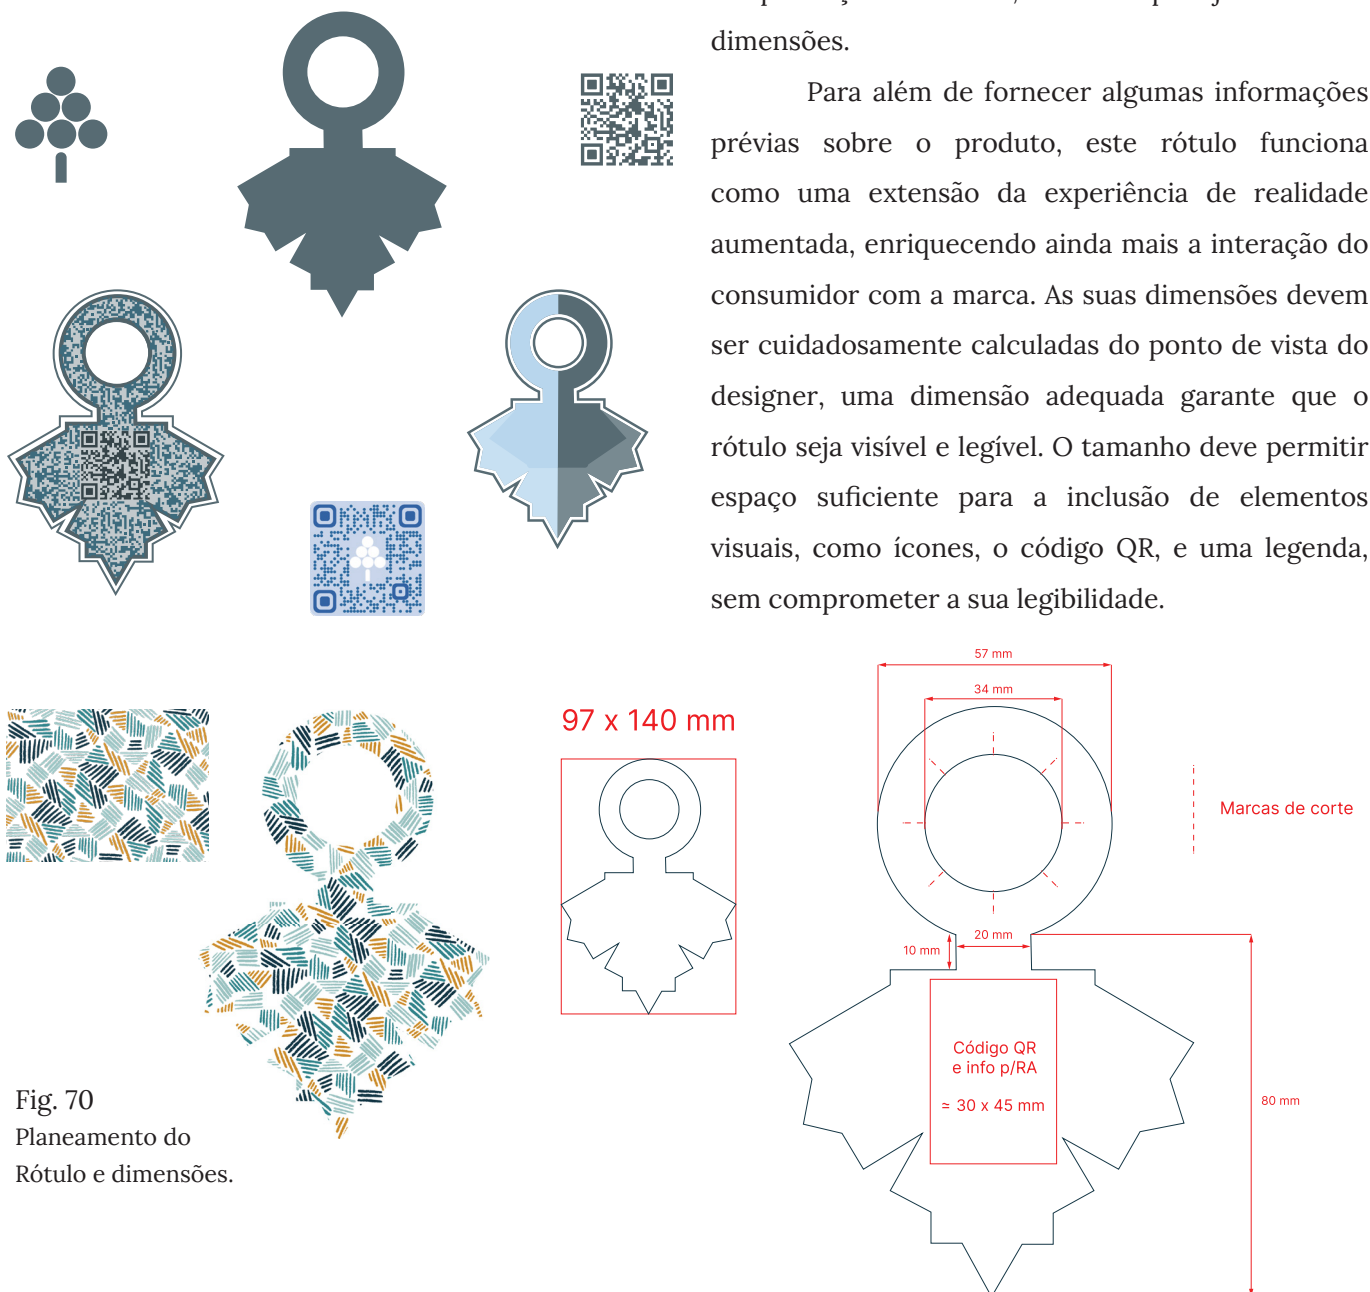 dimensões.
Para além de fornecer algumas informações
prévias sobre o produto, este rótulo funciona
como uma extensão da experiência de realidade
aumentada, enriquecendo ainda mais a interação do
consumidor com a marca. As suas dimensões devem
ser cuidadosamente calculadas do ponto de vista do
designer, uma dimensão adequada garante que o
rótulo seja visível e legível. O tamanho deve permitir
espaço suficiente para a inclusão de elementos
visuais, como ícones, o código QR, e uma legenda,
sem comprometer a sua legibilidade.
57 mm
34 mm
97 x 140 mm
Marcas de corte
20 mm
10 mm
Código QR
e info p/RA
≃ 30 x 45 mm
80 mm
Fig. 70
Planeamento do
Rótulo e dimensões.